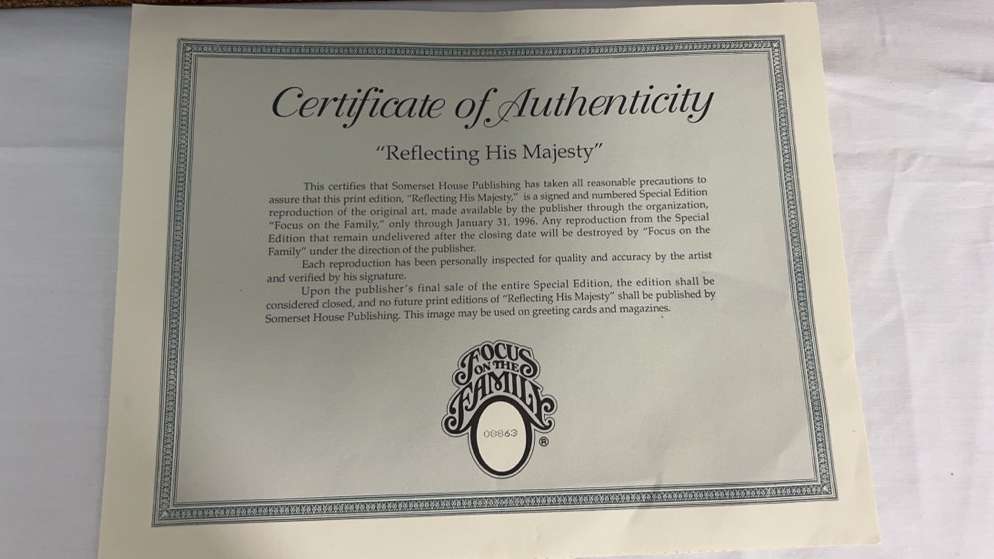 Certificate of Authenticity
“Reflecting His Majesty”
This certifies that Somerset House Publishing has taken all reasonable precautions to
assure that this print edition, “Reflecting His Majesty,” is a signed and numbered Special Edition
reproduction of the original art, made available by the publisher through the organization,
“Focus on the Family,” only through January 31, 1996. Any reproduction from the Special
Edition that remain undelivered after the closing date will be destroyed by “Focus on the
Family” under the direction of the publisher.
Each reproduction has been personally inspected for quality and accuracy by the artist
and verified by his signature.
Upon the publisher’s final sale of the entire Special Edition, the edition shall be
considered closed, and no future print editions of “Reflecting His Majesty” shall be published by
Somerset House Publishing. This image may be used on greeting cards and magazines.
FOCUS
ON THE
FAMILY
08863
®